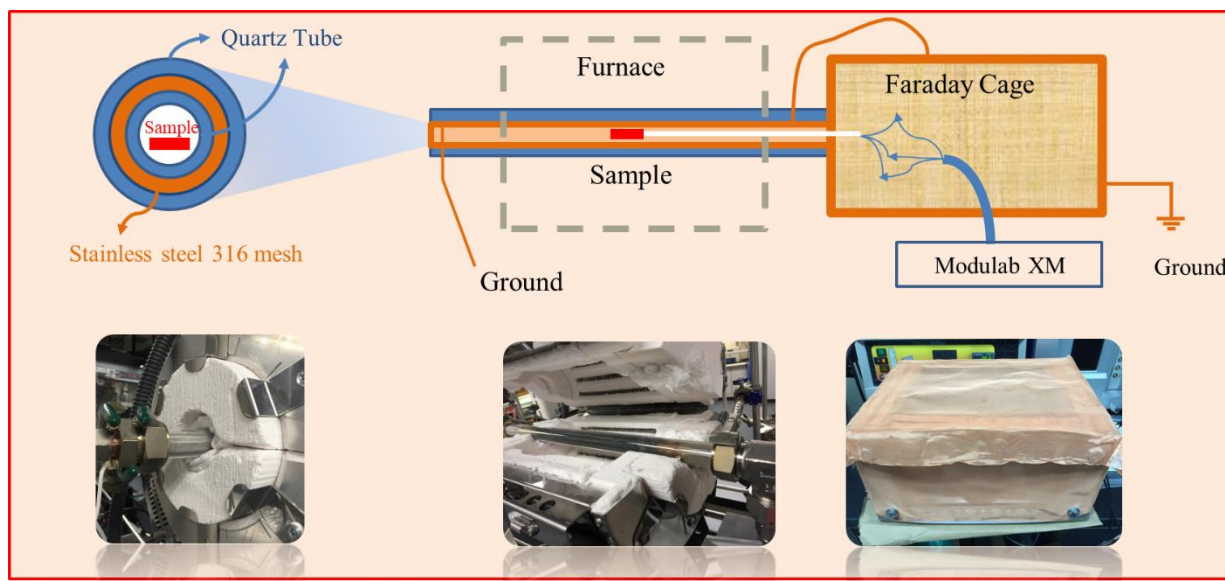 Quartz Tube
Furnace
Faraday Cage
Sample
Sample
Stainless steel 316 mesh
Ground
Modulab XM
Ground